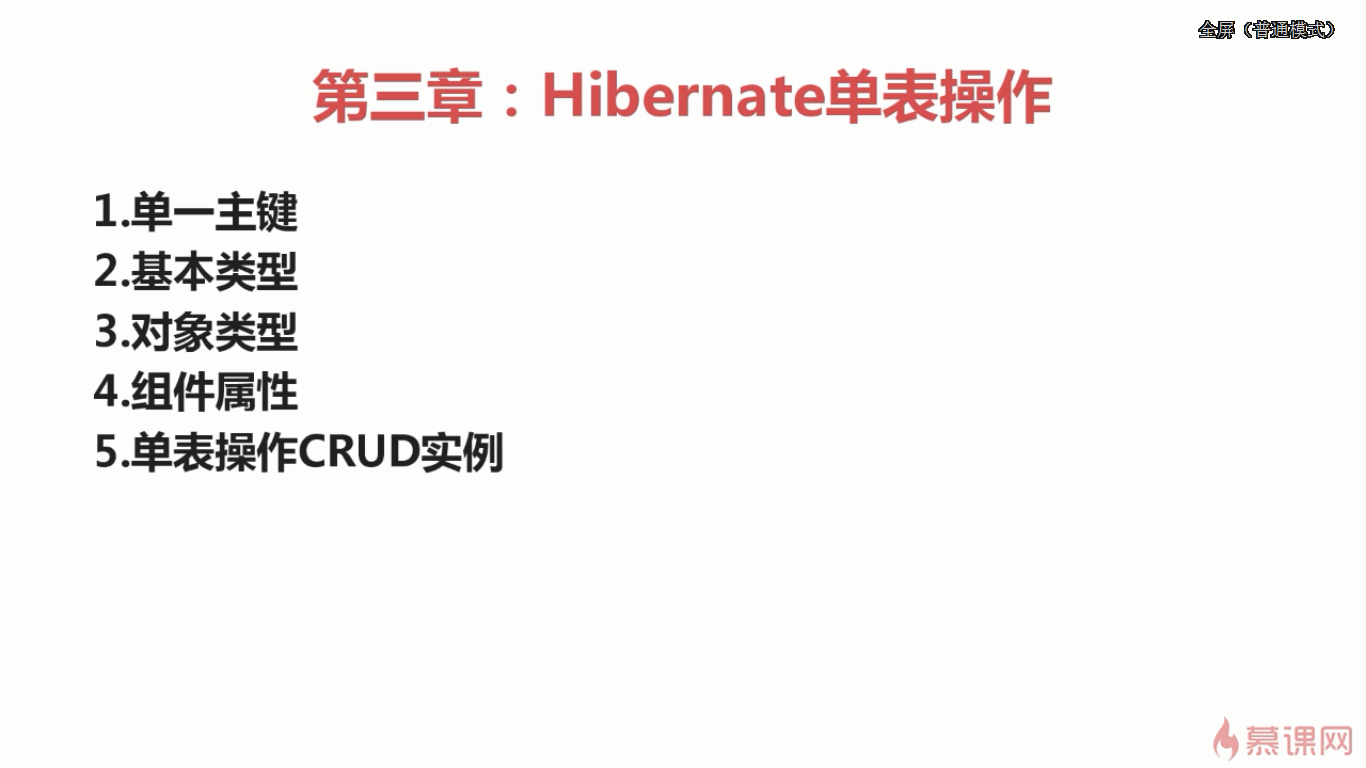 全屏（普通模式）
第三章：Hibernate单表操作
1.单一主键
2.基本类型
3.对象类型
4.组件属性
5.单表操作CRUD实例
慕课网